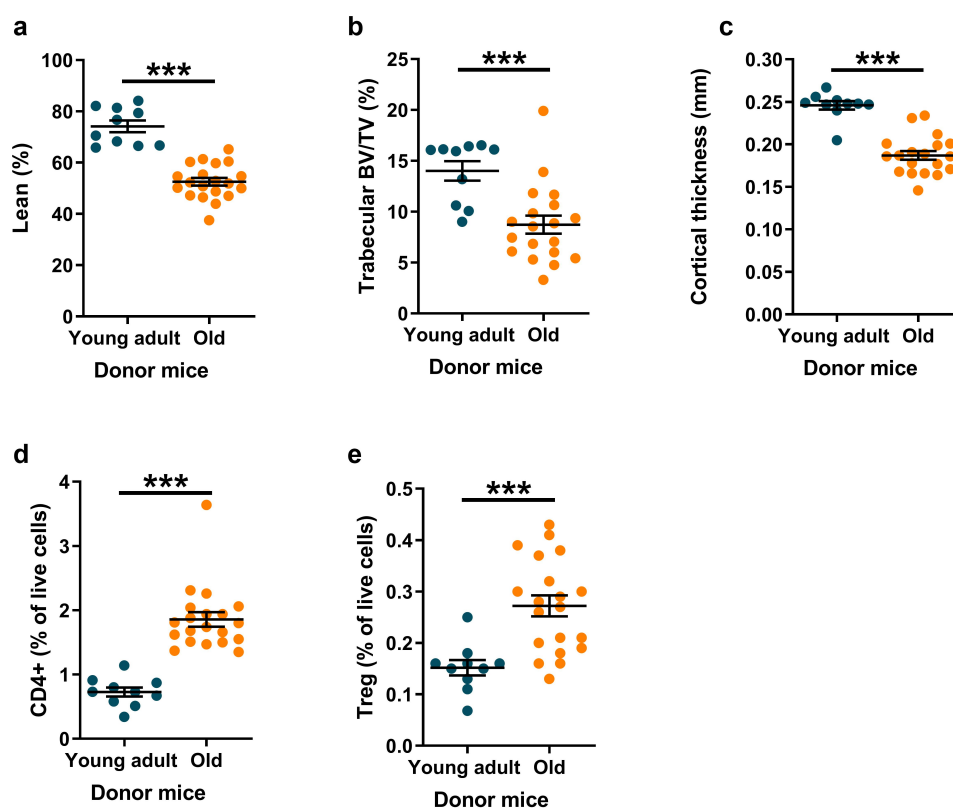 a
Lean (%)
100
80
60
40
20
0
***
Young adult Old
Donor mice
b
Trabecular BV/TV (%)
25
20
15
10
5
0
***
Young adult Old
Donor mice
c
Cortical thickness (mm)
0.30
0.25
0.20
0.15
0.10
0.05
0.00
***
Young adult Old
Donor mice
d
CD4+ (% of live cells)
4
3
2
1
0
***
Young adult Old
Donor mice
e
Treg (% of live cells)
0.5
0.4
0.3
0.2
0.1
0.0
***
Young adult Old
Donor mice